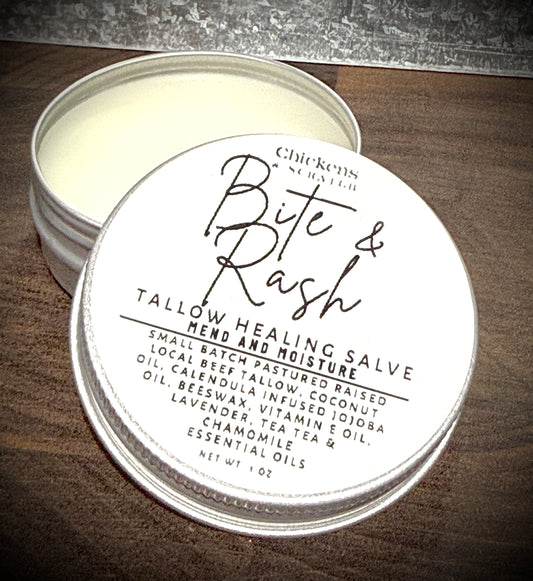 Chickens
& SCRATCH
Bite &
Rash
TALLOW HEALING SALVE
MEND AND MOISTURE
SMALL BATCH PASTURED RAISED
LOCAL BEEF TALLOW, COCONUT
OIL, CALENDULA INFUSED JOJOBA
OIL, BEESWAX, VITAMIN E OIL,
LAVENDER, TEA TEA &
CHAMOMILE
ESSENTIAL OILS
NET WT 1 OZ